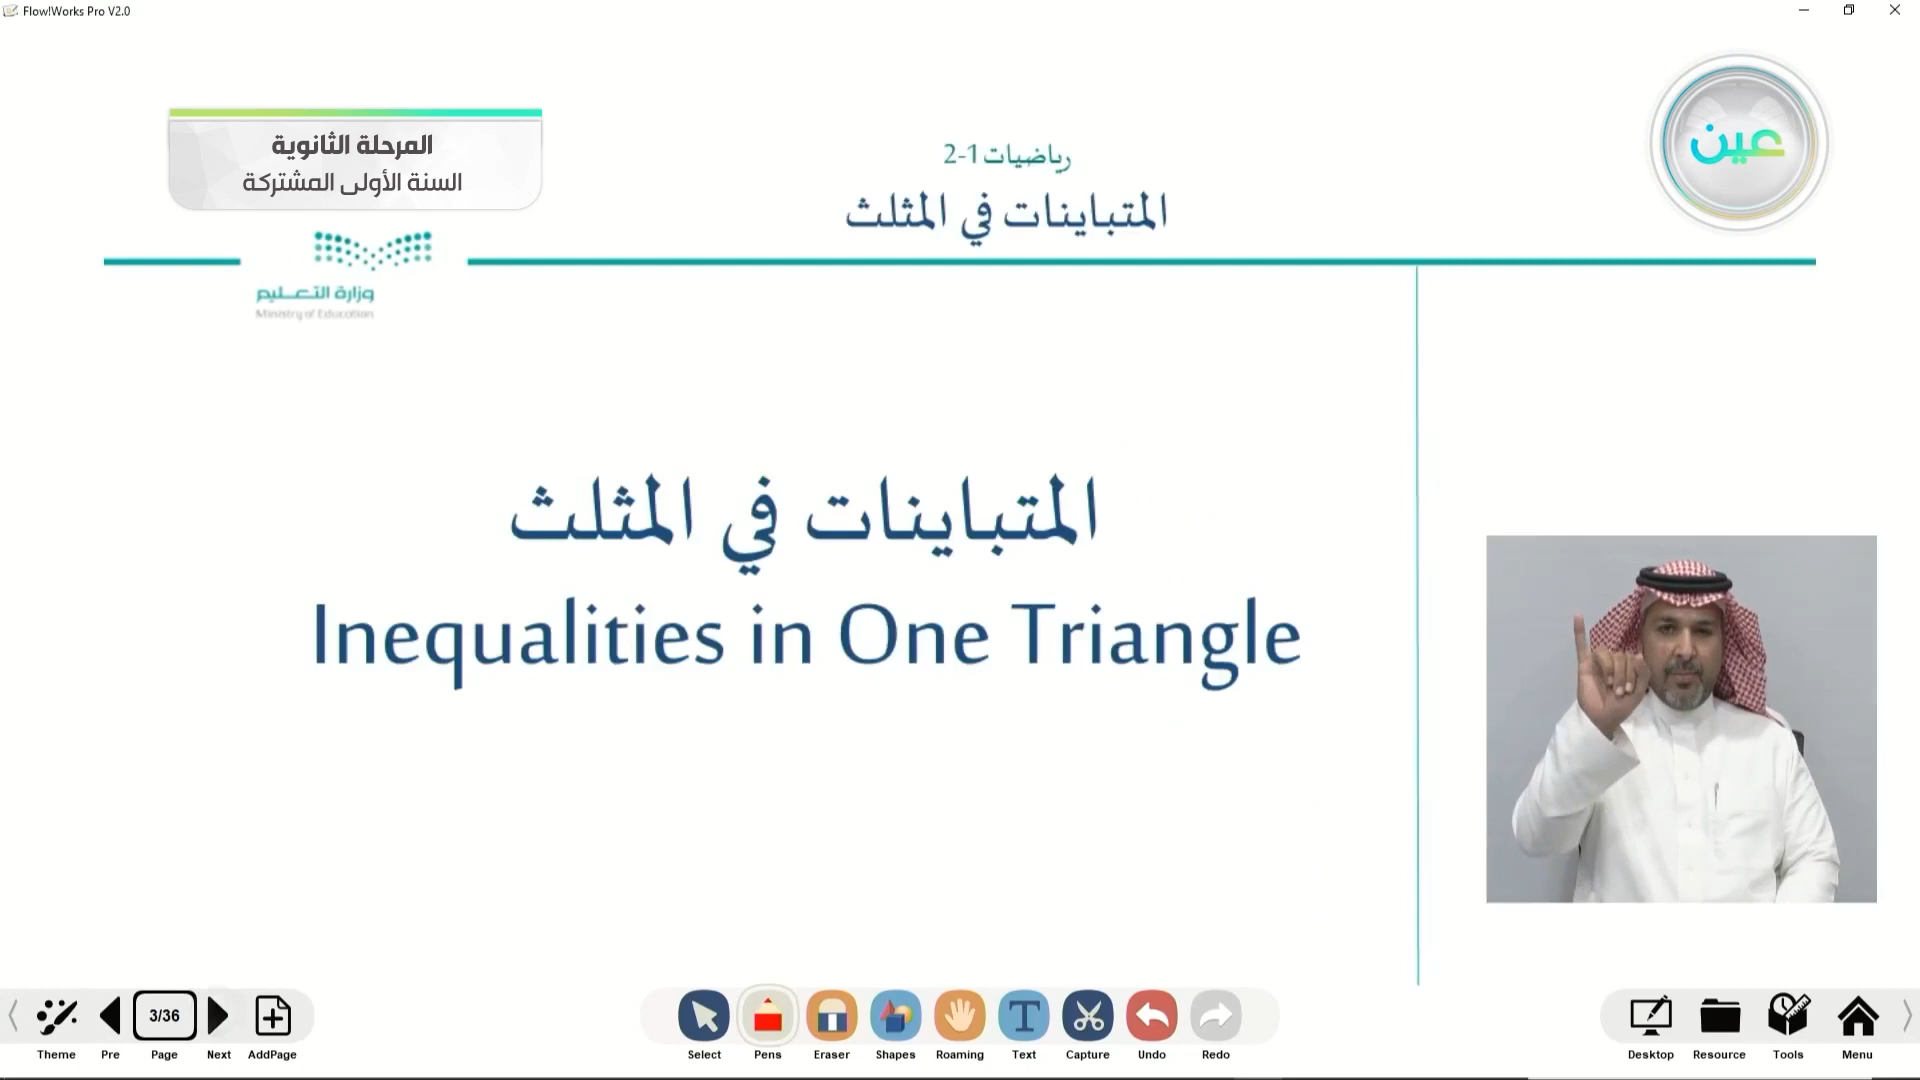 Flow!Works Pro V2.0
المرحلة الثانوية
السنة الأولى المشتركة
رياضيات 1-2
المتباينات في المثلث
عين
وزارة التعليم
Ministry of Education
المتباينات في المثلث
Inequalities in One Triangle
3/36
Theme Pre Page Next AddPage
Select Pens Eraser Shapes Roaming Text Capture Undo Redo
Desktop Resource Tools Menu